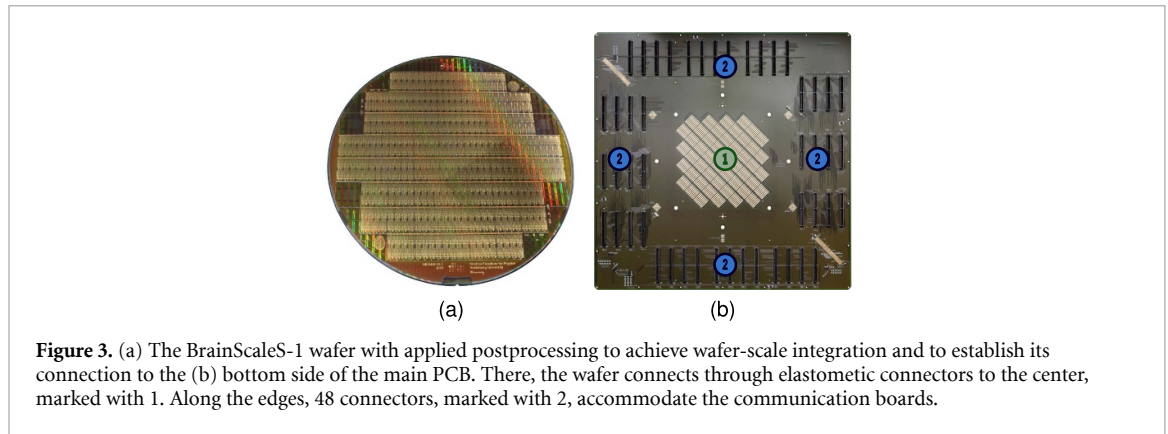 2
2
1
2
2
(a)
(b)
Figure 3. (a) The BrainScaleS-1 wafer with applied postprocessing to achieve wafer-scale integration and to establish its
connection to the (b) bottom side of the main PCB. There, the wafer connects through elastometic connectors to the center,
marked with 1. Along the edges, 48 connectors, marked with 2, accommodate the communication boards.